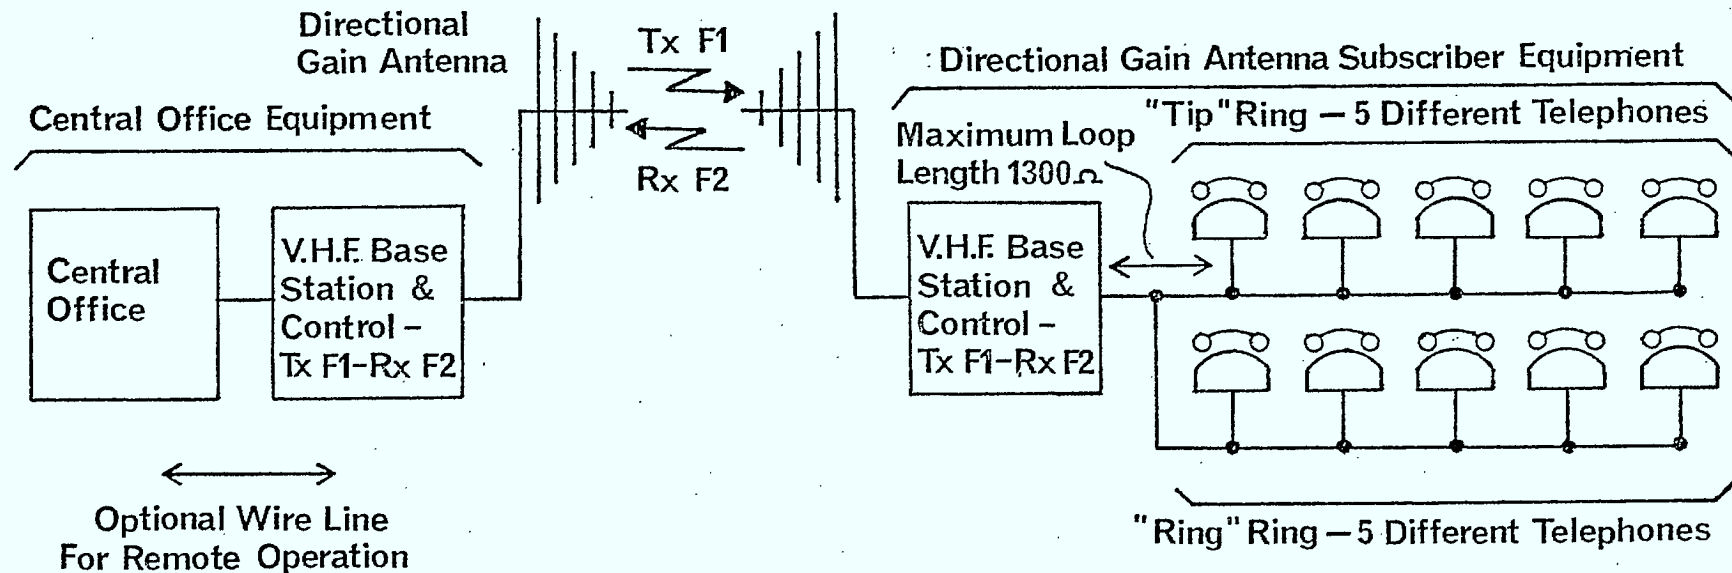 Directional
Gain Antenna
Tx F1
Rx F2
Central Office Equipment
Central
Office
V.H.F. Base
Station &
Control –
Tx F1-Rx F2
Optional Wire Line
For Remote Operation
: Directional Gain Antenna Subscriber Equipment
"Tip" Ring – 5 Different Telephones
Maximum Loop
Length 1300Ω
V.H.F. Base
Station &
Control –
Tx F1-Rx F2
"Ring" Ring – 5 Different Telephones